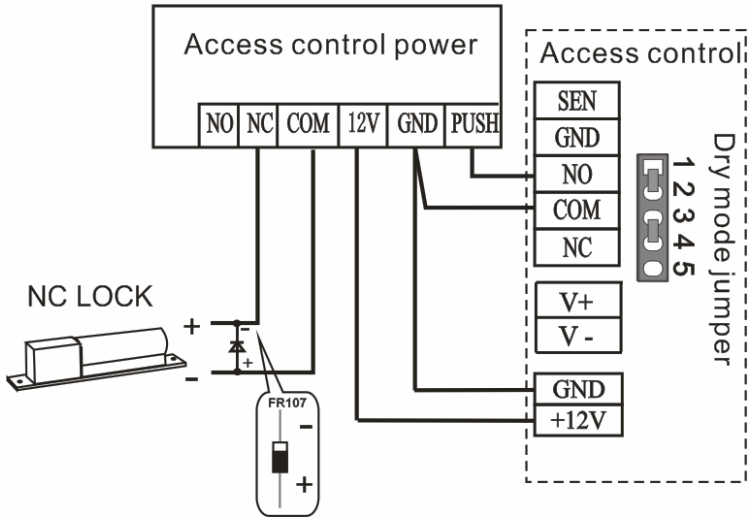 Access control power
NO NC COM 12V GND PUSH
Access control
SEN
GND
NO
COM
NC
V+
V -
GND
+12V
1 2 3 4 5
Dry mode jumper
NC LOCK
+
-
-
+
FR107
-
+